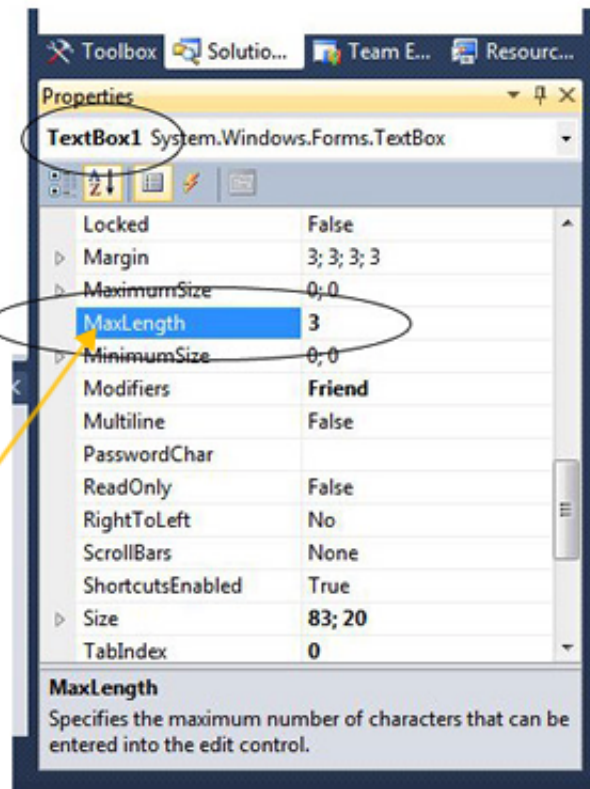 Toolbox Solutio... Team E... Resourc...
Properties
TextBox1 System.Windows.Forms.TextBox
Locked False
Margin 3; 3; 3; 3
MaximumSize 0; 0
MaxLength 3
MinimumSize 0; 0
Modifiers Friend
Multiline False
PasswordChar
ReadOnly False
RightToLeft No
ScrollBars None
ShortcutsEnabled True
Size 83; 20
TabIndex 0
MaxLength
Specifies the maximum number of characters that can be
entered into the edit control.